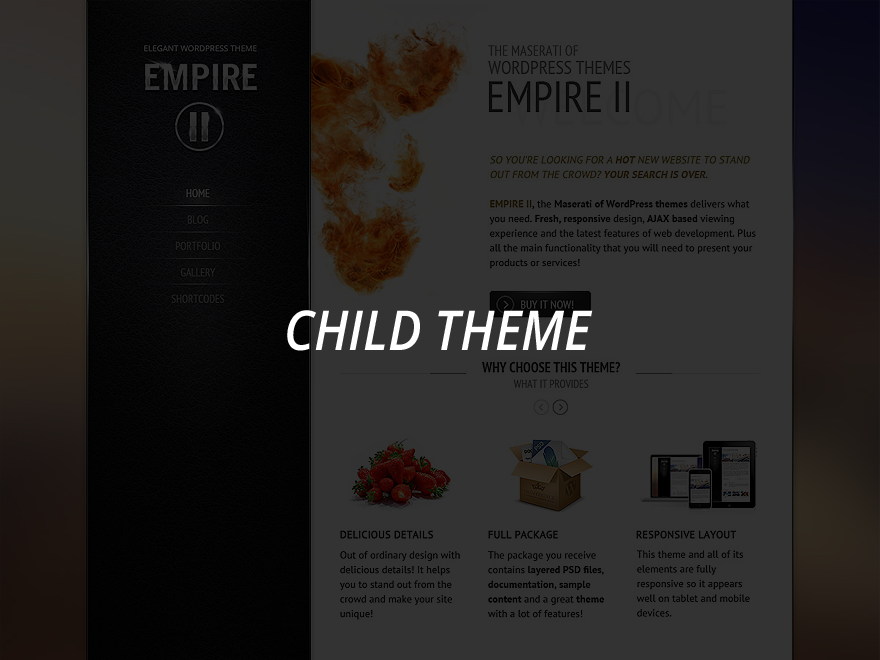 ELEGANT WORDPRESS THEME
EMPIRE
II
HOME
BLOG
PORTFOLIO
GALLERY
SHORTCODES
THE MASERATI OF
WORDPRESS THEMES
WELCOME
EMPIRE II
SO YOU'RE LOOKING FOR A HOT NEW WEBSITE TO STAND
OUT FROM THE CROWD? YOUR SEARCH IS OVER.
EMPIRE II, the Maserati of WordPress themes delivers what
you need. Fresh, responsive design, AJAX based viewing
experience and the latest features of web development. Plus
all the main functionality that you will need to present your
products or services!
BUY IT NOW!
CHILD THEME
WHY CHOOSE THIS THEME?
WHAT IT PROVIDES
DELICIOUS DETAILS
Out of ordinary design with
delicious details! It helps
you to stand out from the
crowd and make your site
unique!
FULL PACKAGE
The package you receive
contains layered PSD files,
documentation, sample
content and a great theme
with a lot of features!
RESPONSIVE LAYOUT
This theme and all of its
elements are fully
responsive so it appears
well on tablet and mobile
devices.